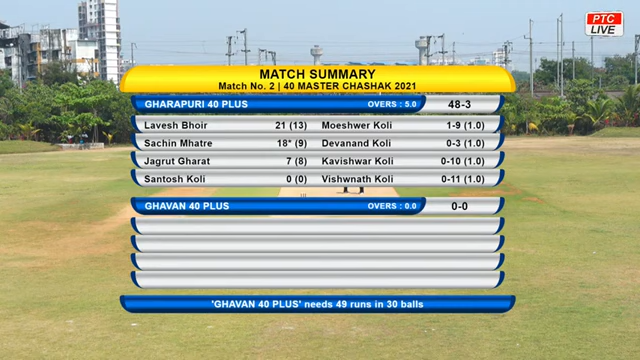 PTC
LIVE
MATCH SUMMARY
Match No. 2 | 40 MASTER CHASHAK 2021
GHARAPURI 40 PLUS OVERS : 5.0 48-3
Lavesh Bhoir 21 (13) Moeshwer Koli 1-9 (1.0)
Sachin Mhatre 18* (9) Devanand Koli 0-3 (1.0)
Jagrut Gharat 7 (8) Kavishwar Koli 0-10 (1.0)
Santosh Koli 0 (0) Vishwnath Koli 0-11 (1.0)
GHAVAN 40 PLUS OVERS : 0.0 0-0
'GHAVAN 40 PLUS' needs 49 runs in 30 balls